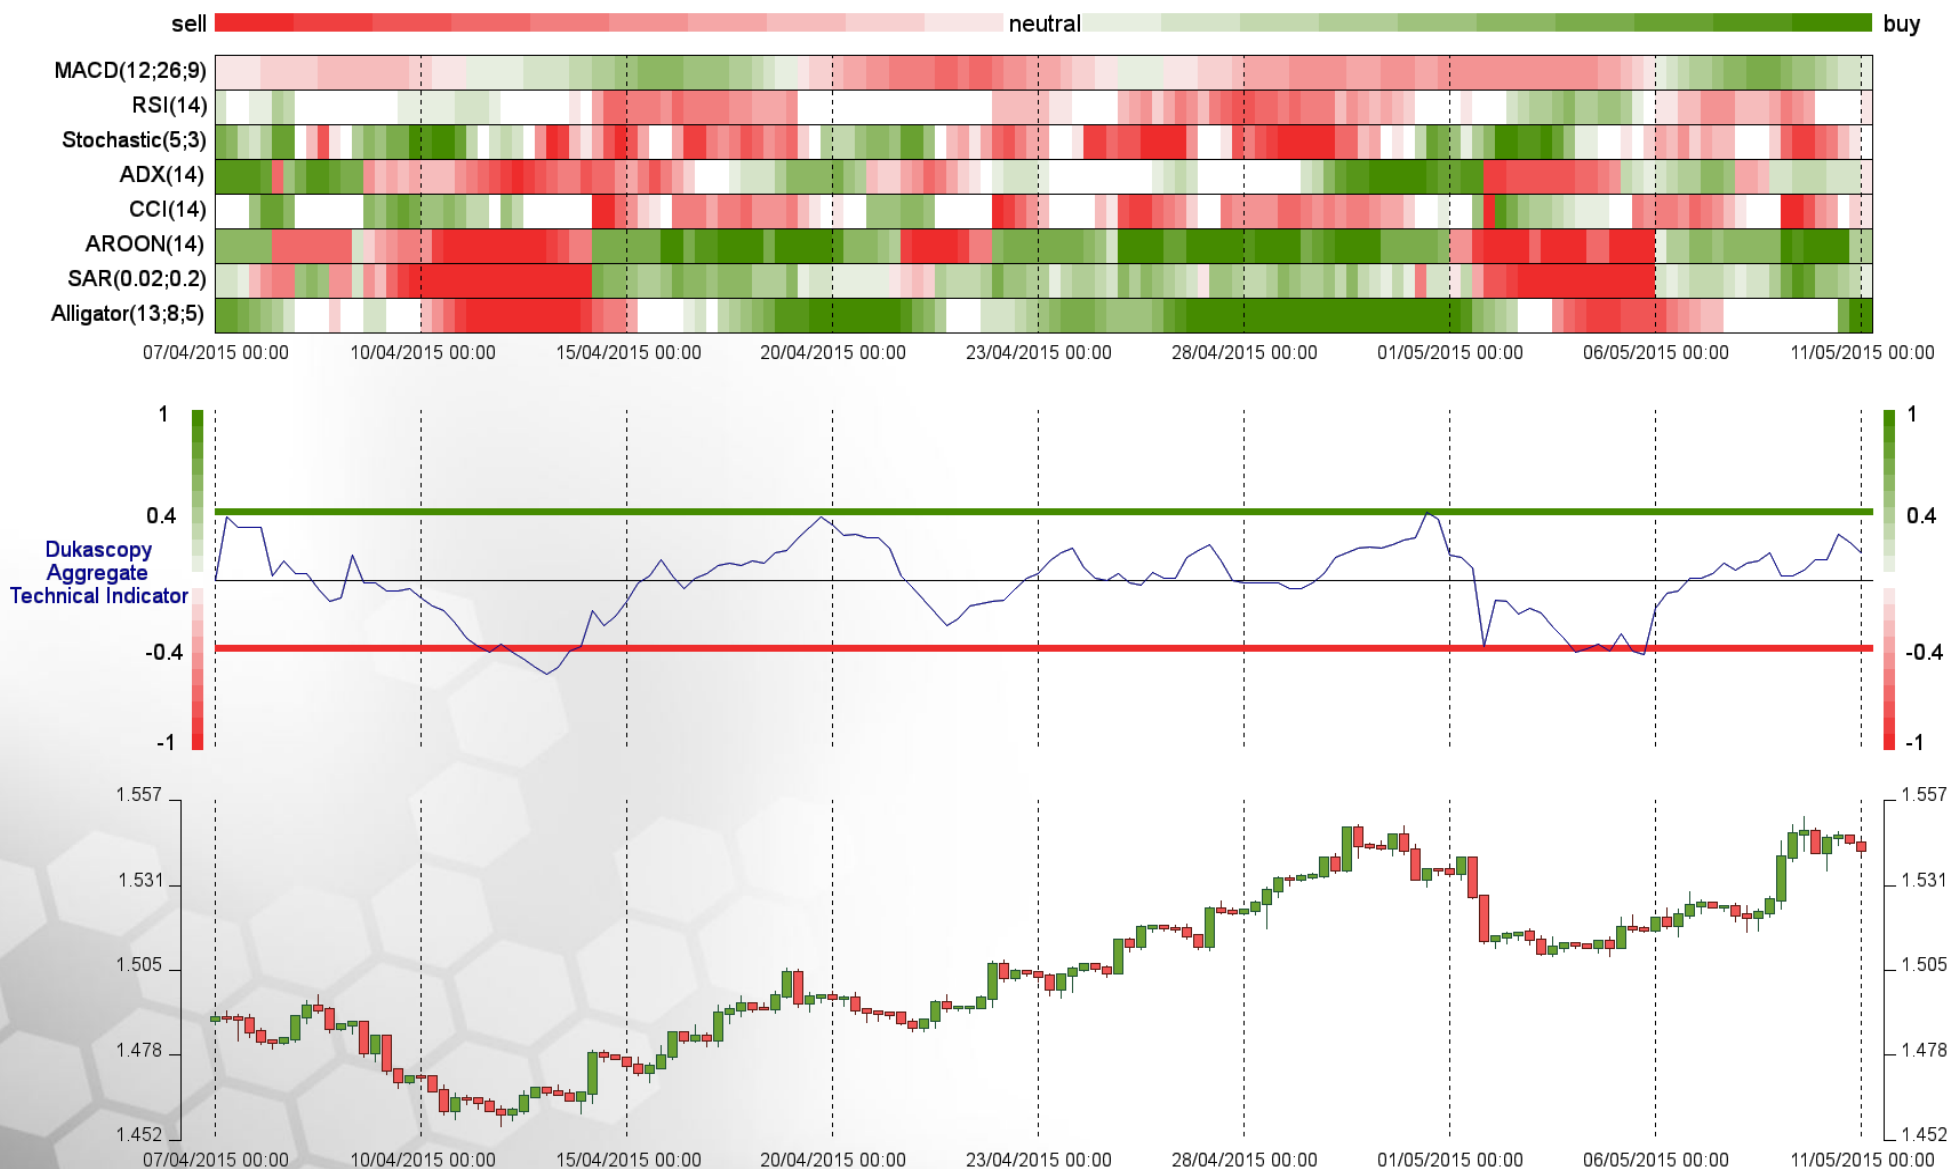 sell neutral buy
MACD(12;26;9)
RSI(14)
Stochastic(5;3)
ADX(14)
CCI(14)
AROON(14)
SAR(0.02;0.2)
Alligator(13;8;5)
07/04/2015 00:00 10/04/2015 00:00 15/04/2015 00:00 20/04/2015 00:00 23/04/2015 00:00 28/04/2015 00:00 01/05/2015 00:00 06/05/2015 00:00 11/05/2015 00:00
1 1
0.4 0.4
Dukascopy
Aggregate
Technical Indicator
-0.4 -0.4
-1 -1
1.557 1.557
1.531 1.531
1.505 1.505
1.478 1.478
1.452 1.452
07/04/2015 00:00 10/04/2015 00:00 15/04/2015 00:00 20/04/2015 00:00 23/04/2015 00:00 28/04/2015 00:00 01/05/2015 00:00 06/05/2015 00:00 11/05/2015 00:00